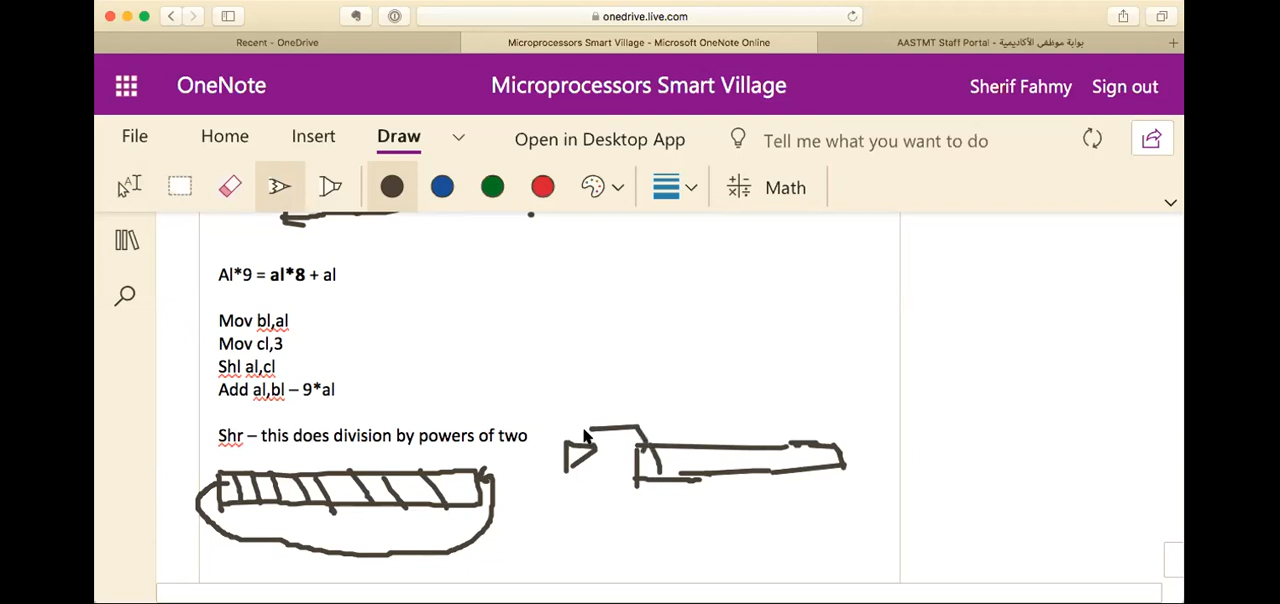 onedrive.live.com
Recent - OneDrive
Microprocessors Smart Village - Microsoft OneNote Online
AASTMT Staff Portal - بوابة موظفى الأكاديمية
OneNote
Microprocessors Smart Village
Sherif Fahmy
Sign out
File
Home
Insert
Draw
Open in Desktop App
Tell me what you want to do
Math
Al*9 = al*8 + al
Mov bl,al
Mov cl,3
Shl al,cl
Add al,bl – 9*al
Shr – this does division by powers of two